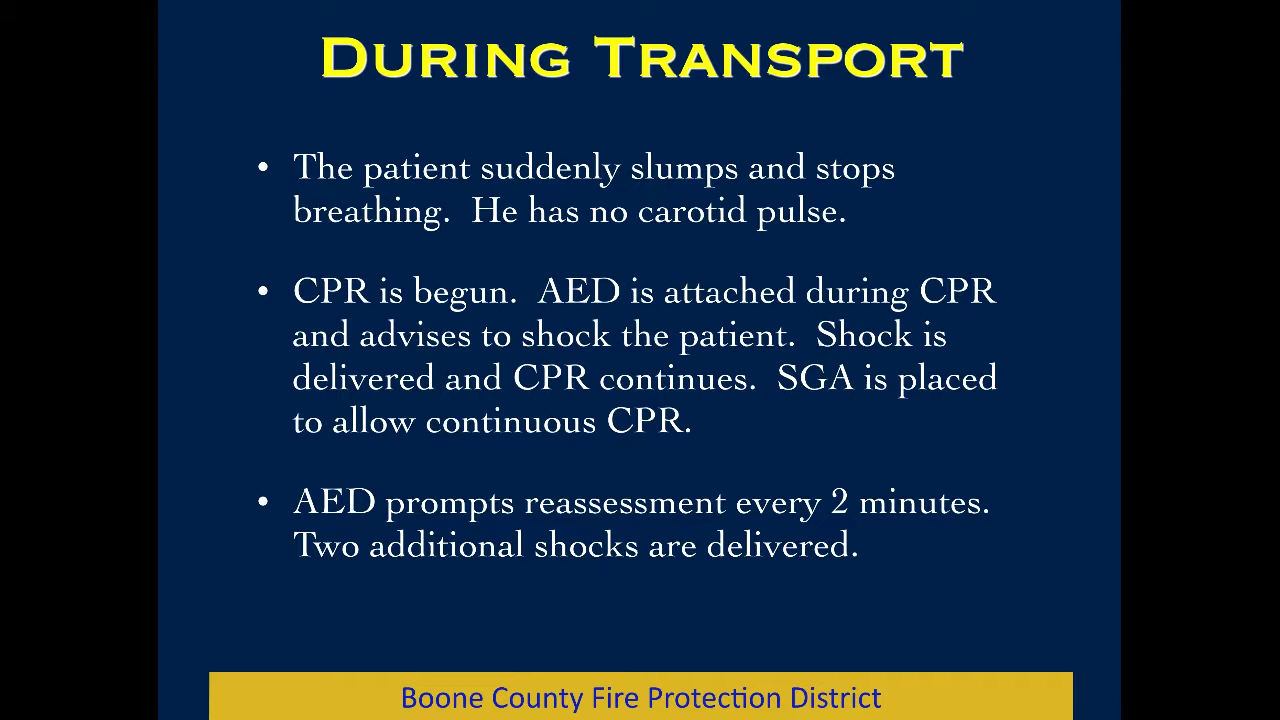 DURING TRANSPORT
• The patient suddenly slumps and stops
breathing. He has no carotid pulse.
• CPR is begun. AED is attached during CPR
and advises to shock the patient. Shock is
delivered and CPR continues. SGA is placed
to allow continuous CPR.
• AED prompts reassessment every 2 minutes.
Two additional shocks are delivered.
Boone County Fire Protection District